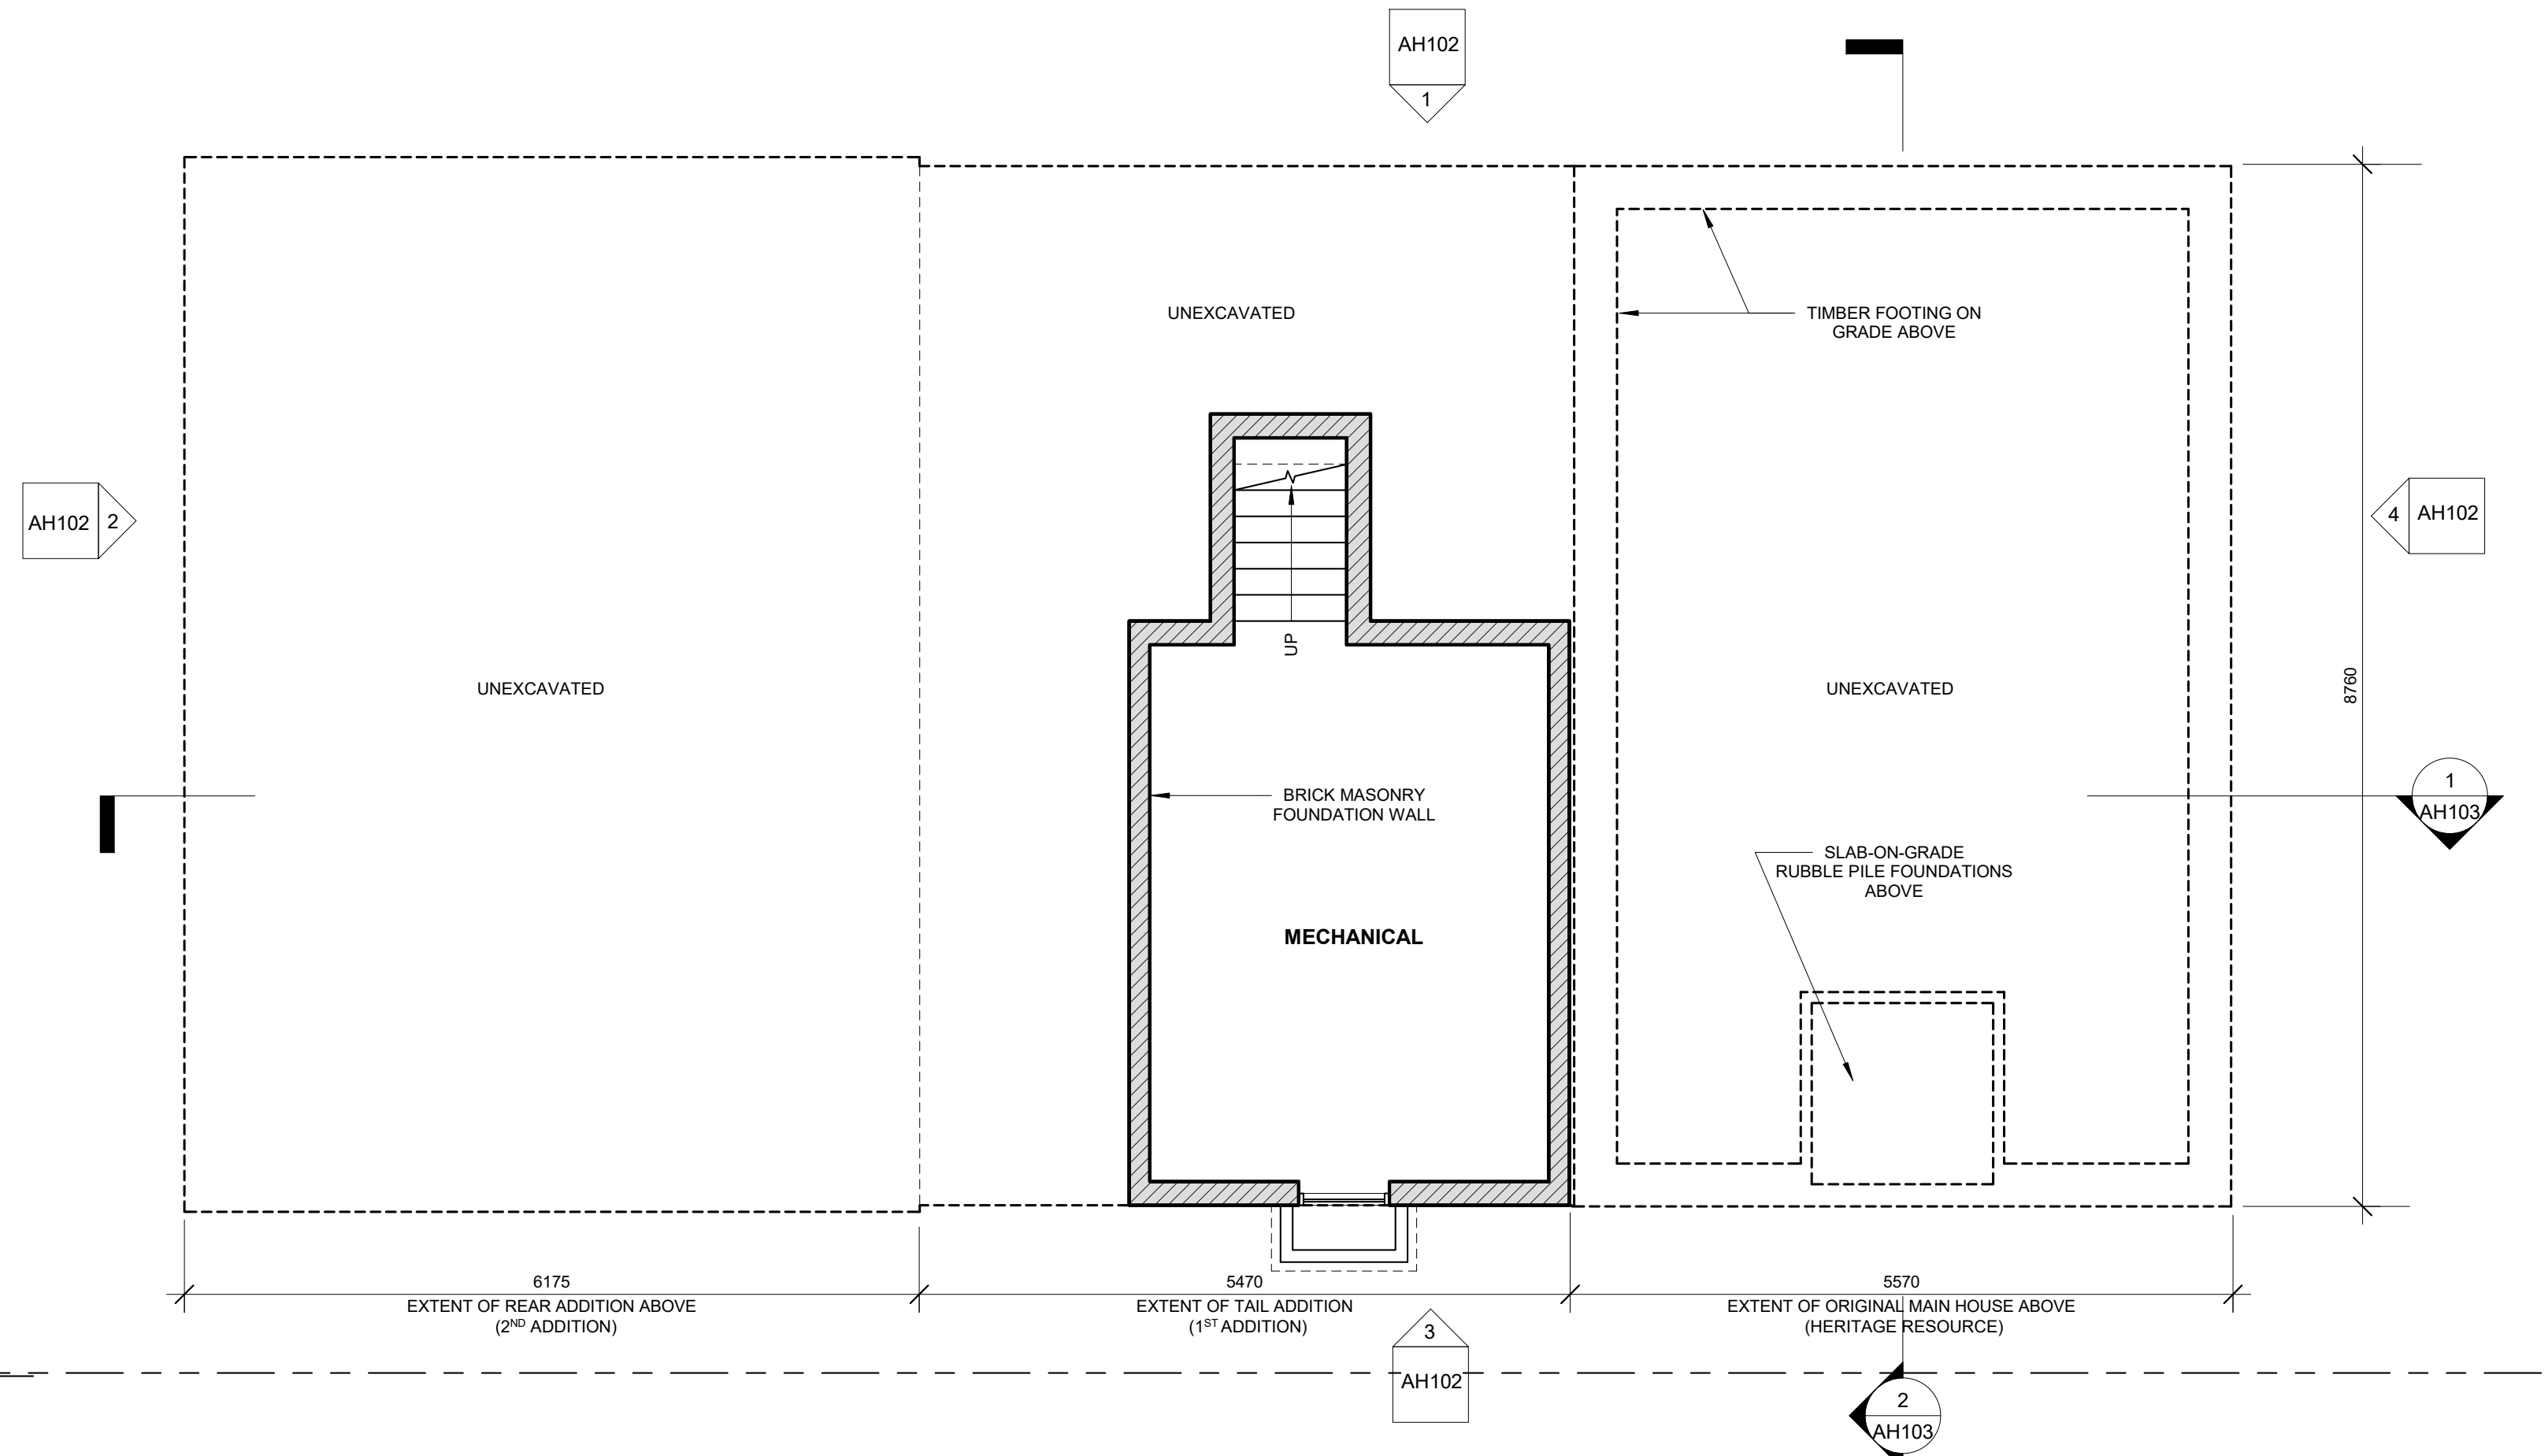 AH102
1
UNEXCAVATED
TIMBER FOOTING ON
GRADE ABOVE
AH102
2
4
AH102
UP
UNEXCAVATED
UNEXCAVATED
8760
BRICK MASONRY
FOUNDATION WALL
1
AH103
SLAB-ON-GRADE
RUBBLE PILE FOUNDATIONS
ABOVE
MECHANICAL
6175
EXTENT OF REAR ADDITION ABOVE
(2ND ADDITION)
5470
EXTENT OF TAIL ADDITION
(1ST ADDITION)
5570
EXTENT OF ORIGINAL MAIN HOUSE ABOVE
(HERITAGE RESOURCE)
3
AH102
2
AH103